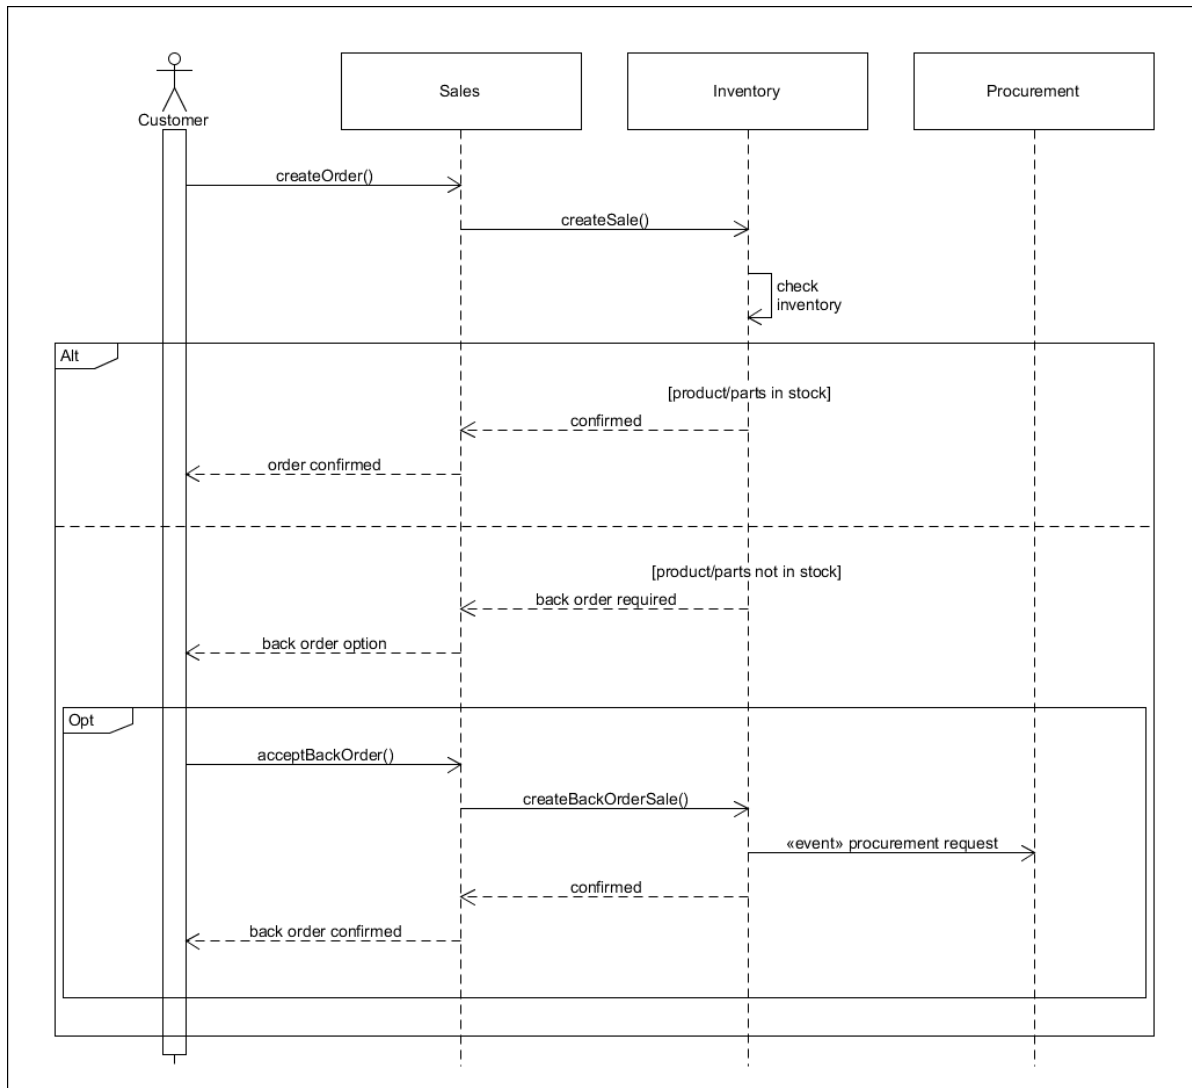 Customer
Sales
Inventory
Procurement
createOrder()
createSale()
check
inventory
Alt
[product/parts in stock]
confirmed
order confirmed
[product/parts not in stock]
back order required
back order option
Opt
acceptBackOrder()
createBackOrderSale()
«event» procurement request
confirmed
back order confirmed